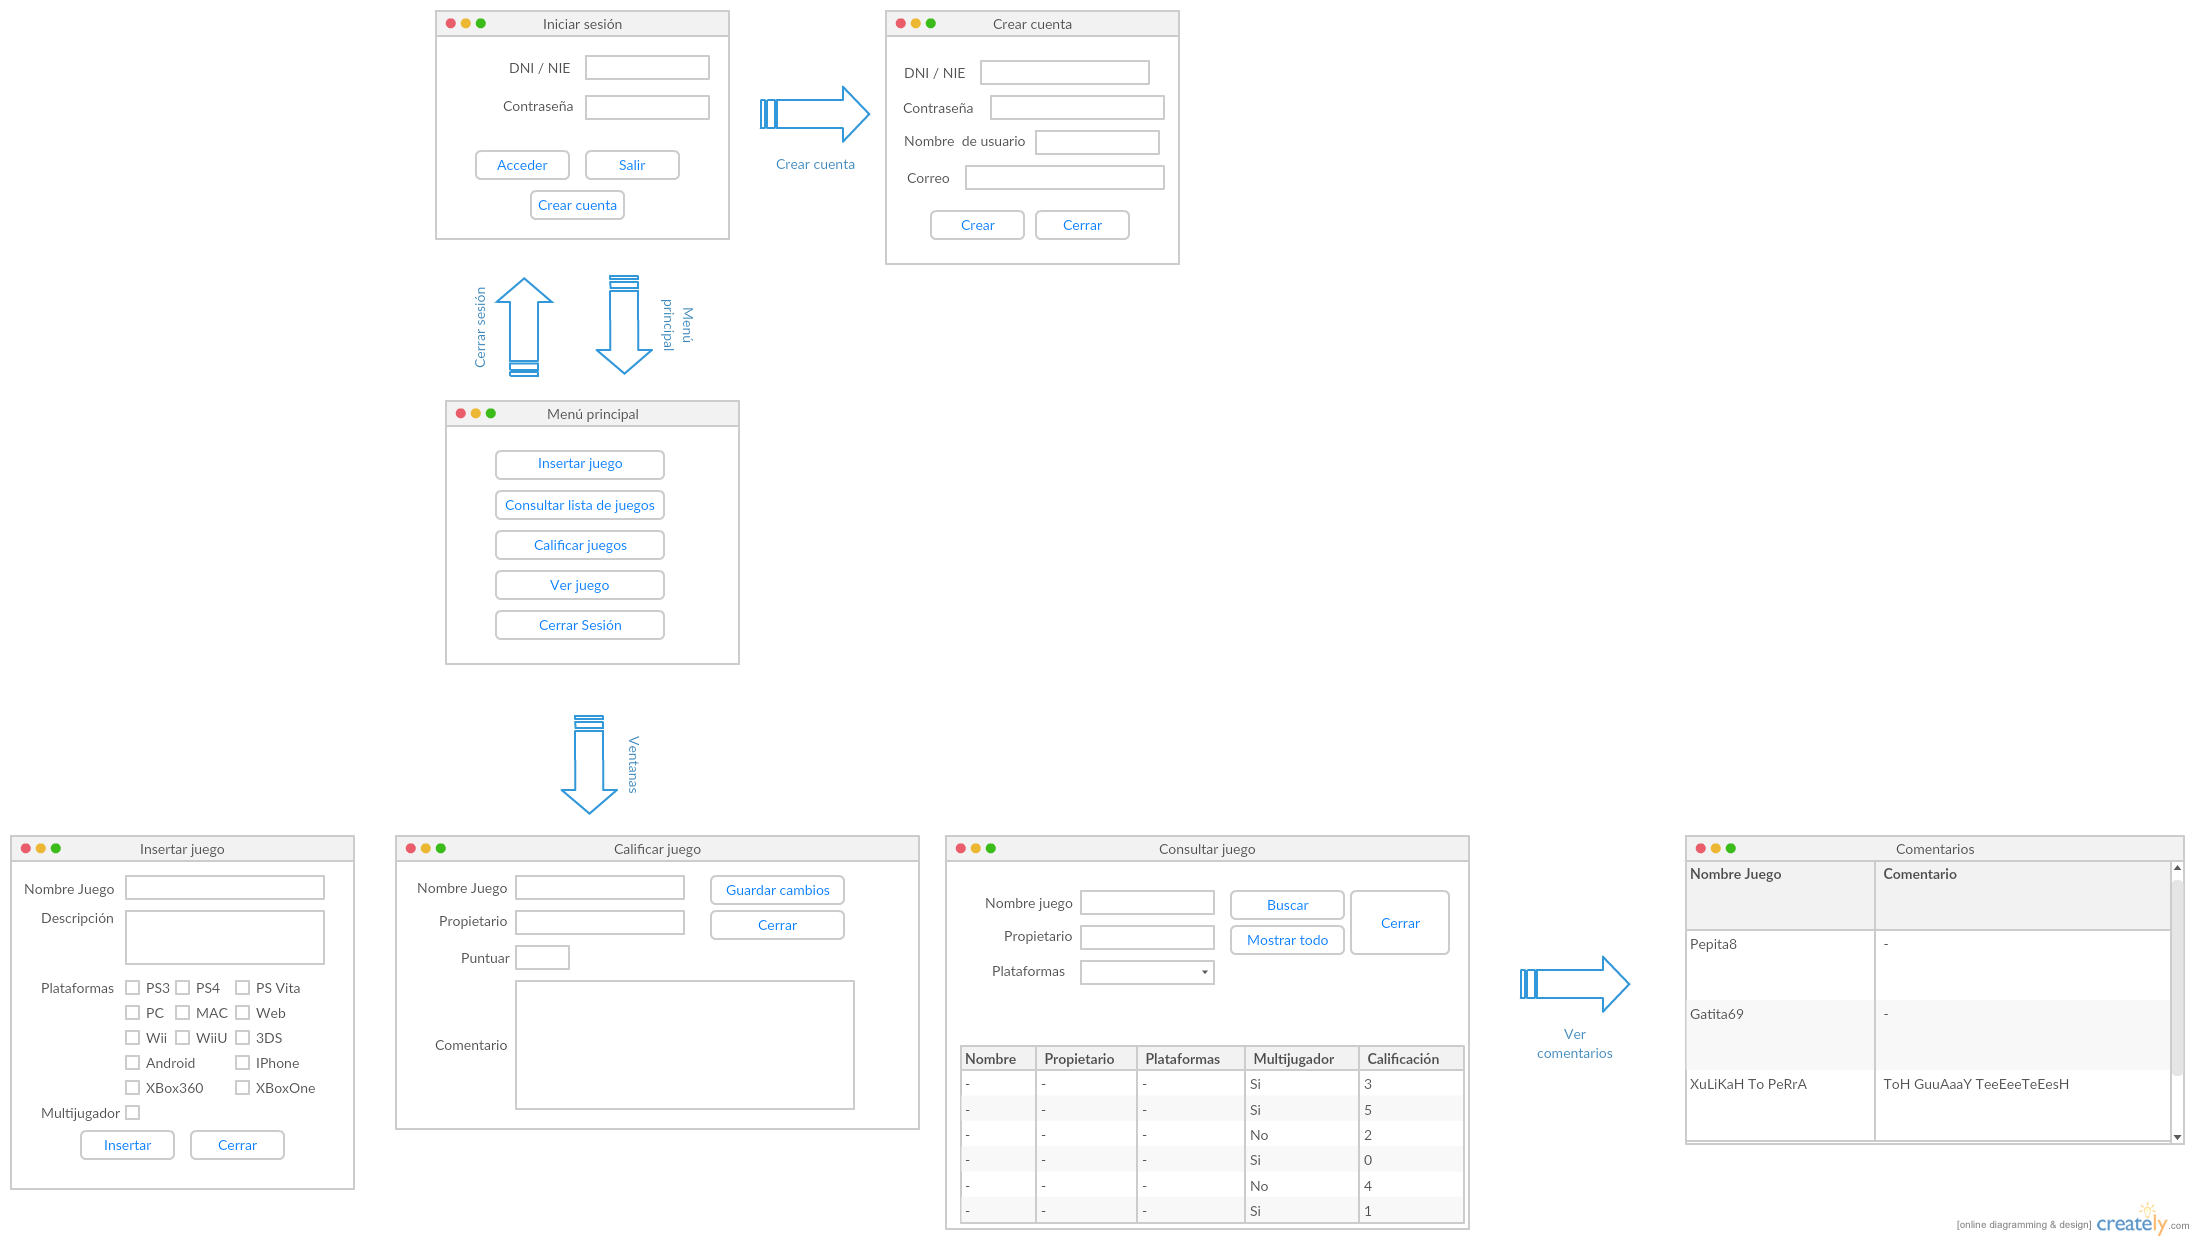 Iniciar sesión
DNI / NIE
Contraseña
Acceder
Salir
Crear cuenta
Crear cuenta
Crear cuenta
DNI / NIE
Contraseña
Nombre de usuario
Correo
Crear
Cerrar
Cerrar sesión
Menú
principal
Menú principal
Insertar juego
Consultar lista de juegos
Calificar juegos
Ver juego
Cerrar Sesión
Ventanas
Insertar juego
Nombre Juego
Descripción
Plataformas PS3 PS4 PS Vita
PC MAC Web
Wii WiiU 3DS
Android IPhone
XBox360 XBoxOne
Multijugador
Insertar Cerrar
Calificar juego
Nombre Juego
Guardar cambios
Propietario
Cerrar
Puntuar
Comentario
Consultar juego
Nombre juego
Buscar
Cerrar
Propietario
Mostrar todo
Plataformas
Nombre Propietario Plataformas Multijugador Calificación
- - - Si 3
- - - Si 5
- - - No 2
- - - Si 0
- - - No 4
- - - Si 1
Ver
comentarios
Comentarios
Nombre Juego Comentario
Pepita8 -
Gatita69 -
XuLiKaH To PeRrA ToH GuuAaaY TeeEeeTeEesH
[online diagramming & design] creately.com